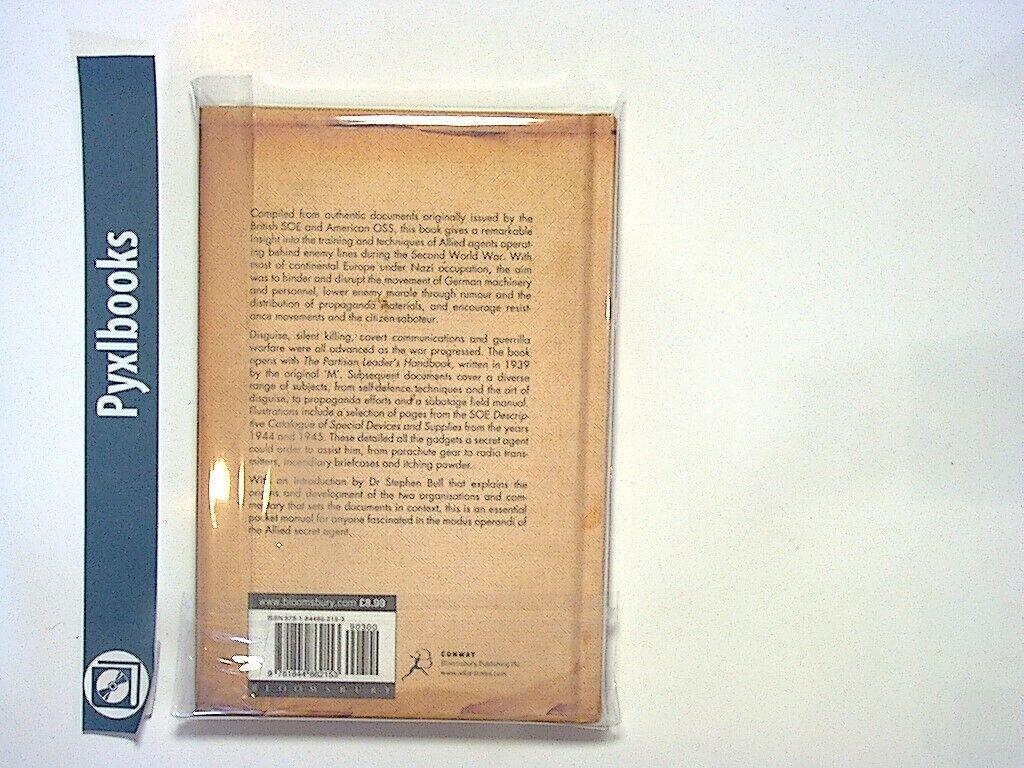 Pyxlbooks
Compiled from authentic documents originally issued by the
British SOE and American OSS, this book gives a remarkable
insight into the training and techniques of Allied agents operat-
ing behind enemy lines during the Second World War. With
most of continental Europe under Nazi occupation, the aim
was to hinder and disrupt the movement of German machinery
and personnel, lower enemy morale through rumour and the
distribution of propaganda materials, and encourage resist-
ance movements and the citizen-saboteur.
Disguise, silent killing, covert communications and guerrilla
warfare were all advanced as the war progressed. The book
opens with The Partisan Leader's Handbook, written in 1939
by the original 'M'. Subsequent documents cover a diverse
range of subjects, from self-defence techniques and the art of
disguise, to propaganda efforts and a sabotage field manual.
Illustrations include a selection of pages from the SOE Descrip-
tive Catalogue of Special Devices and Supplies from the years
1944 and 1945. These detailed all the gadgets a secret agent
could order to assist him, from parachute gear to radio trans-
mitters, incendiary briefcases and itching powder.
With an introduction by Dr Stephen Bull that explains the
origins and development of the two organisations and com-
mentary that sets the documents in context, this is an essential
pocket manual for anyone fascinated in the modus operandi of
the Allied secret agent.
www.bloomsbury.com £8.99
ISBN 978-1-84486-215-3
90300
9 781844 862153
BLOOMSBURY
CONWAY
Bloomsbury Publishing Plc